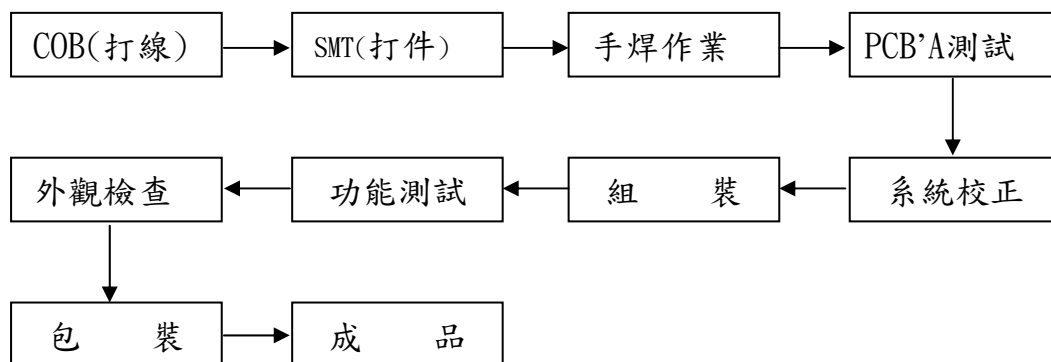 COB(打線)
SMT(打件)
手焊作業
PCB'A測試
系統校正
組 裝
功能測試
外觀檢查
包 裝
成 品